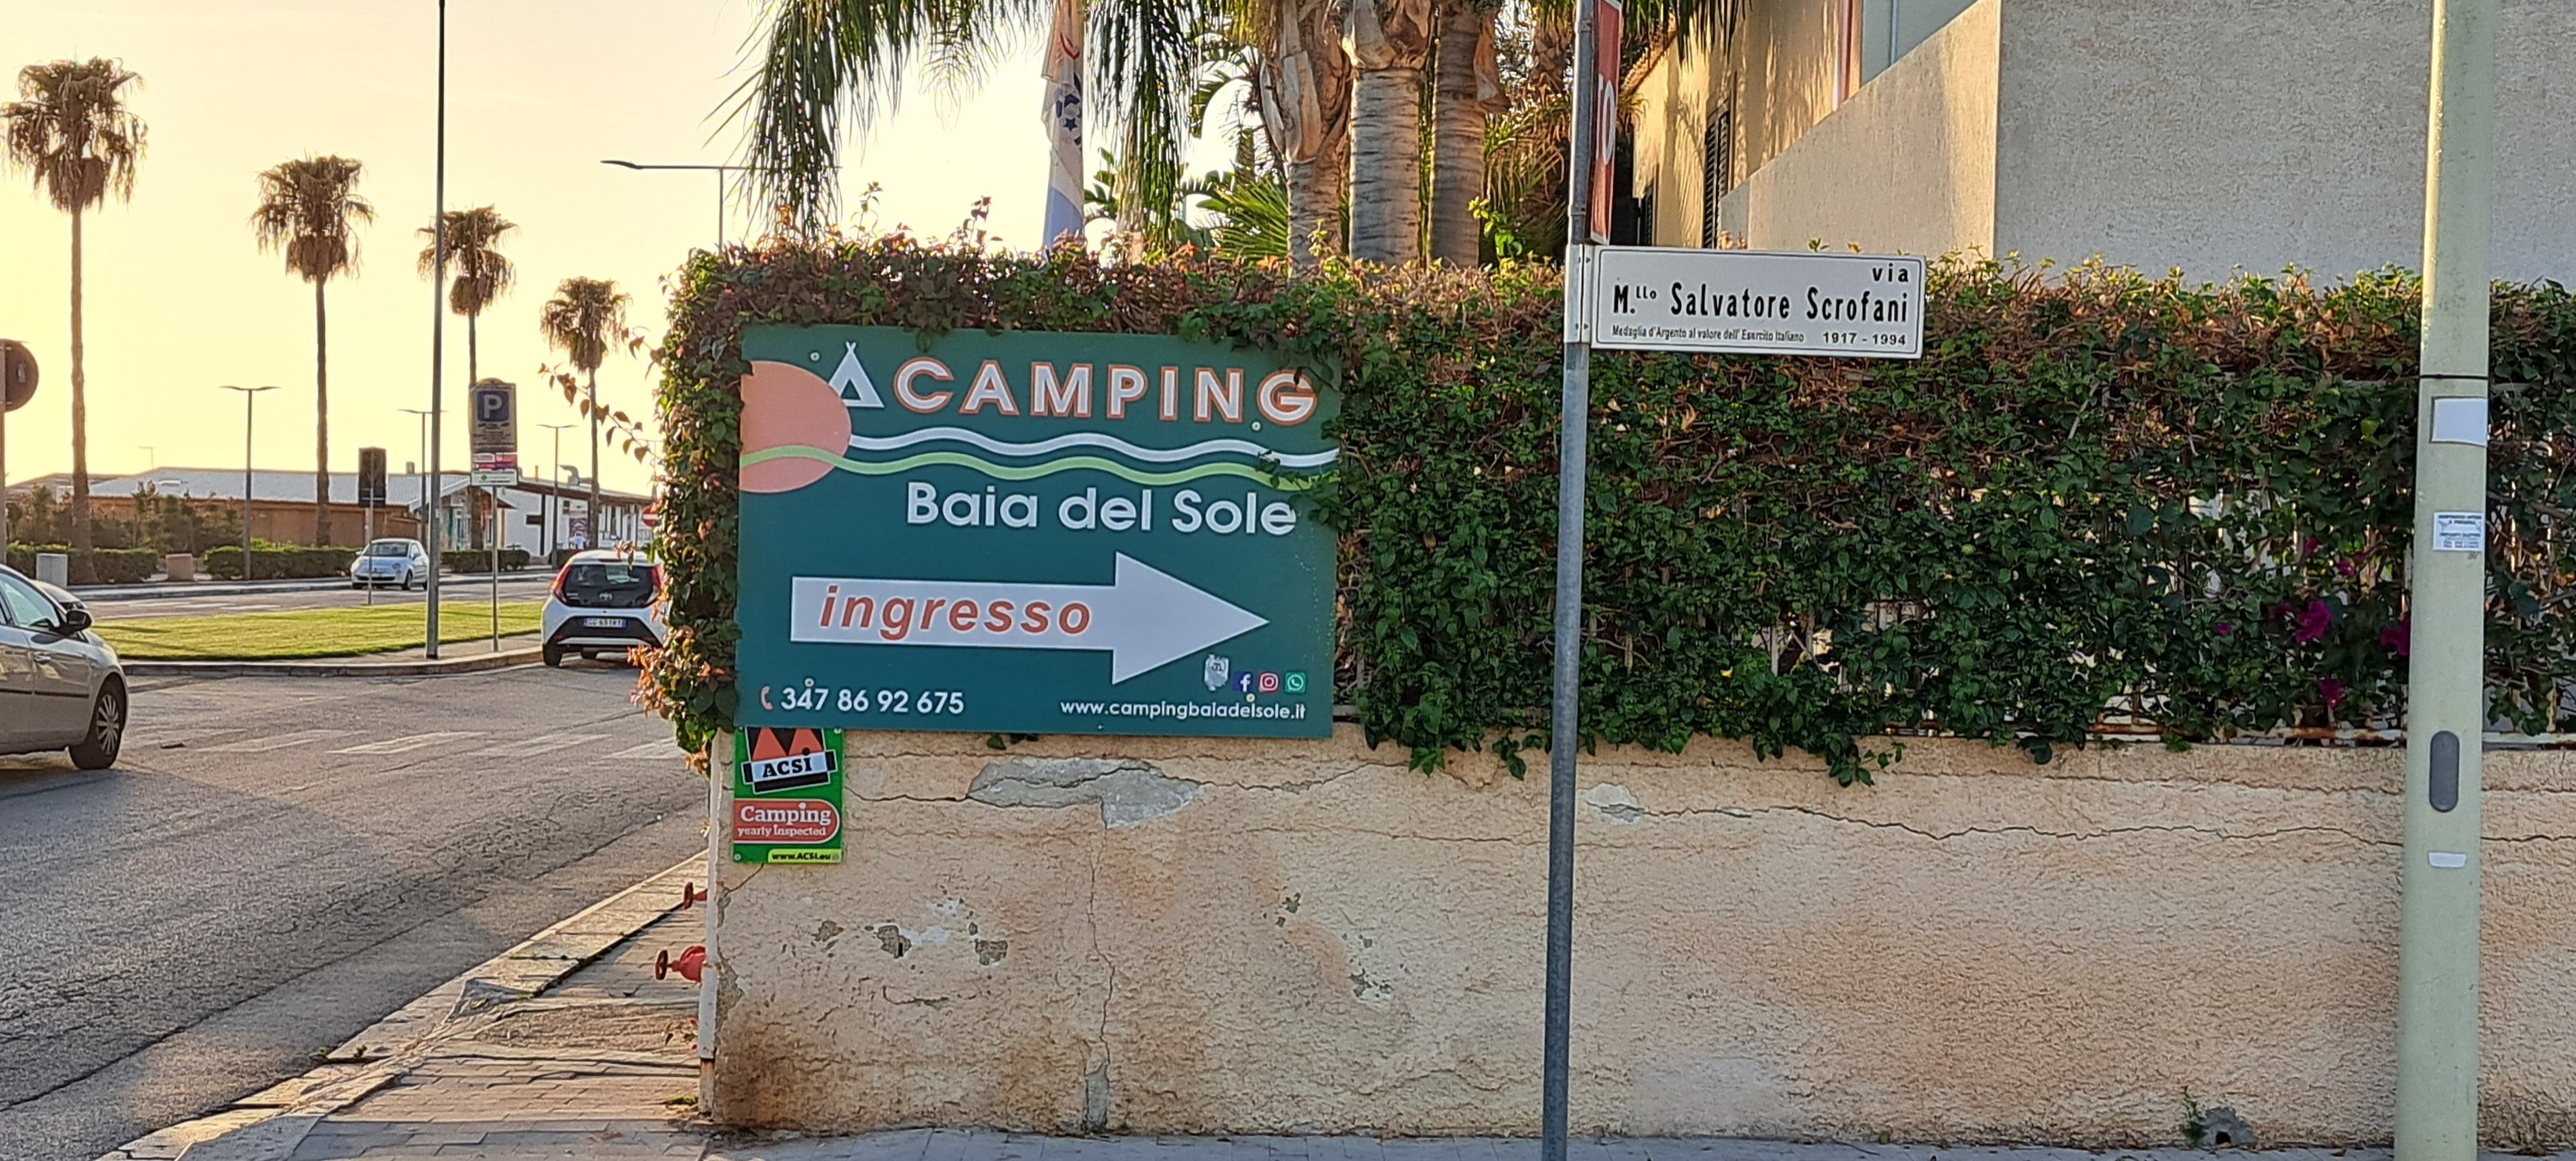 P
via
M.llo Salvatore Scrofani
Medaglia d'Argento al valore dell' Esercito Italiano 1917 - 1994
CAMPING
Baia del Sole
ingresso
347 86 92 675
www.campingbaiadelsole.it
ACSI
Camping
yearly inspected
www.ACSI.eu